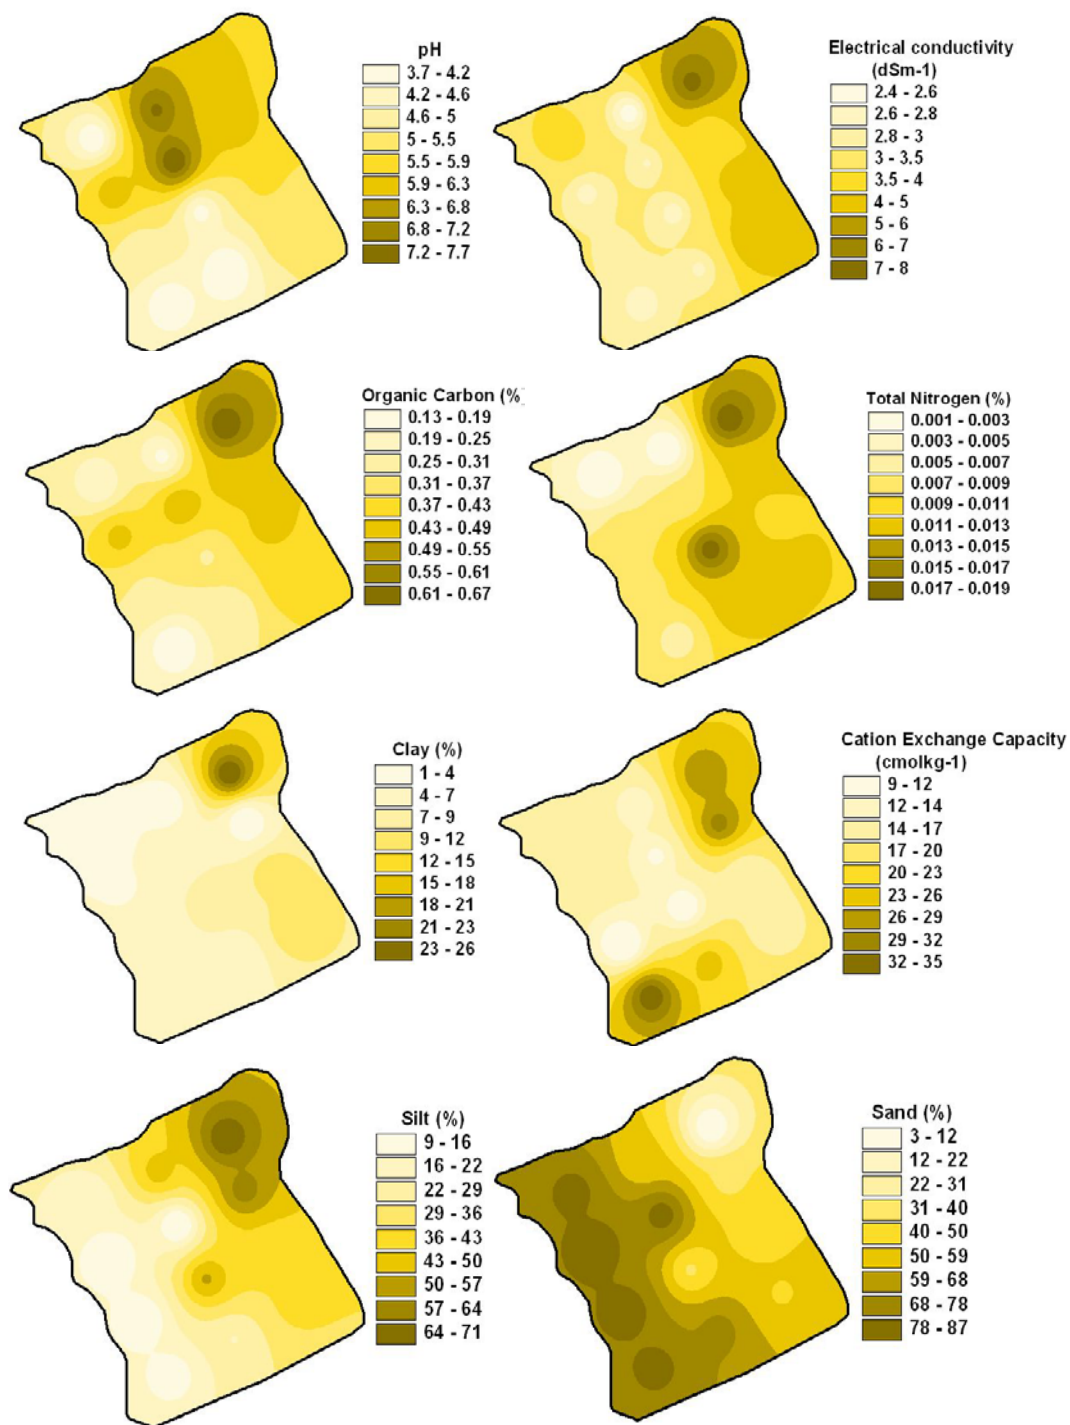 pH
3.7 - 4.2
4.2 - 4.6
4.6 - 5
5 - 5.5
5.5 - 5.9
5.9 - 6.3
6.3 - 6.8
6.8 - 7.2
7.2 - 7.7
Electrical conductivity
(dSm-1)
2.4 - 2.6
2.6 - 2.8
2.8 - 3
3 - 3.5
3.5 - 4
4 - 5
5 - 6
6 - 7
7 - 8
Organic Carbon (%
0.13 - 0.19
0.19 - 0.25
0.25 - 0.31
0.31 - 0.37
0.37 - 0.43
0.43 - 0.49
0.49 - 0.55
0.55 - 0.61
0.61 - 0.67
Total Nitrogen (%)
0.001 - 0.003
0.003 - 0.005
0.005 - 0.007
0.007 - 0.009
0.009 - 0.011
0.011 - 0.013
0.013 - 0.015
0.015 - 0.017
0.017 - 0.019
Clay (%)
1 - 4
4 - 7
7 - 9
9 - 12
12 - 15
15 - 18
18 - 21
21 - 23
23 - 26
Cation Exchange Capacity
(cmolkg-1)
9 - 12
12 - 14
14 - 17
17 - 20
20 - 23
23 - 26
26 - 29
29 - 32
32 - 35
Silt (%)
9 - 16
16 - 22
22 - 29
29 - 36
36 - 43
43 - 50
50 - 57
57 - 64
64 - 71
Sand (%)
3 - 12
12 - 22
22 - 31
31 - 40
40 - 50
50 - 59
59 - 68
68 - 78
78 - 87